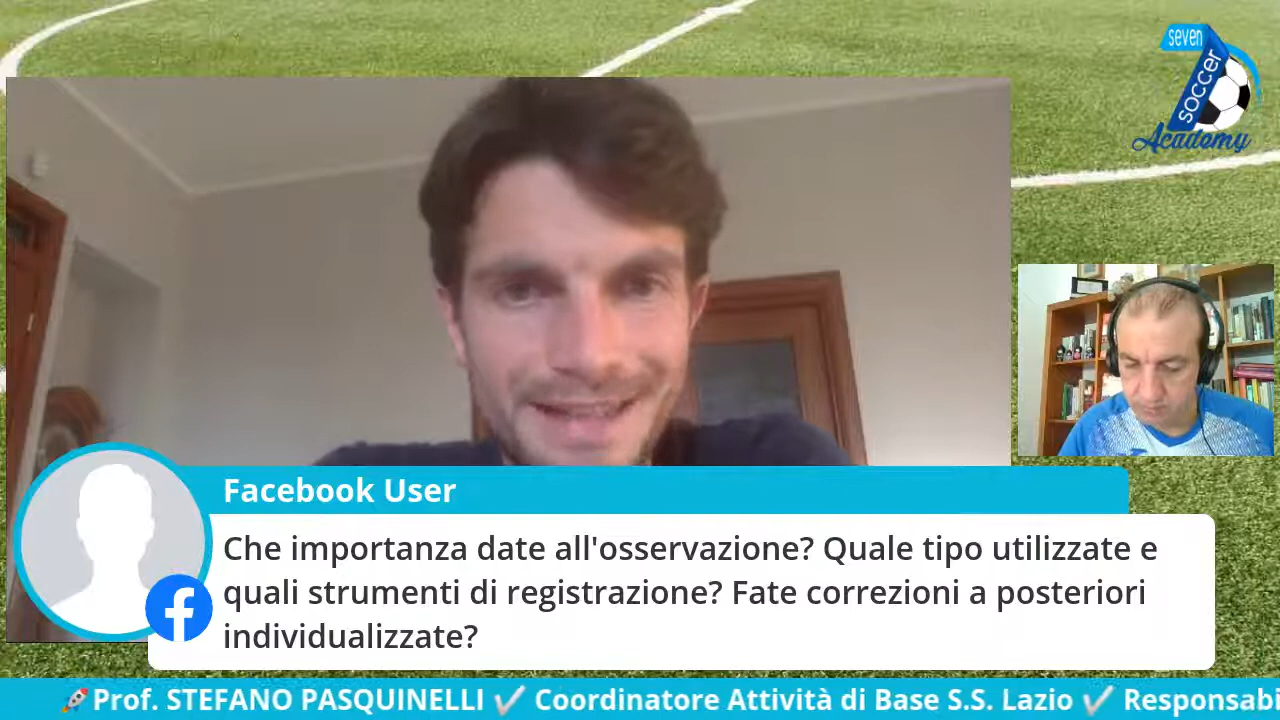 seven
soccer
Academy
Facebook User
Che importanza date all'osservazione? Quale tipo utilizzate e
quali strumenti di registrazione? Fate correzioni a posteriori
individualizzate?
🚀Prof. STEFANO PASQUINELLI ✔ Coordinatore Attività di Base S.S. Lazio ✔ Responsabi